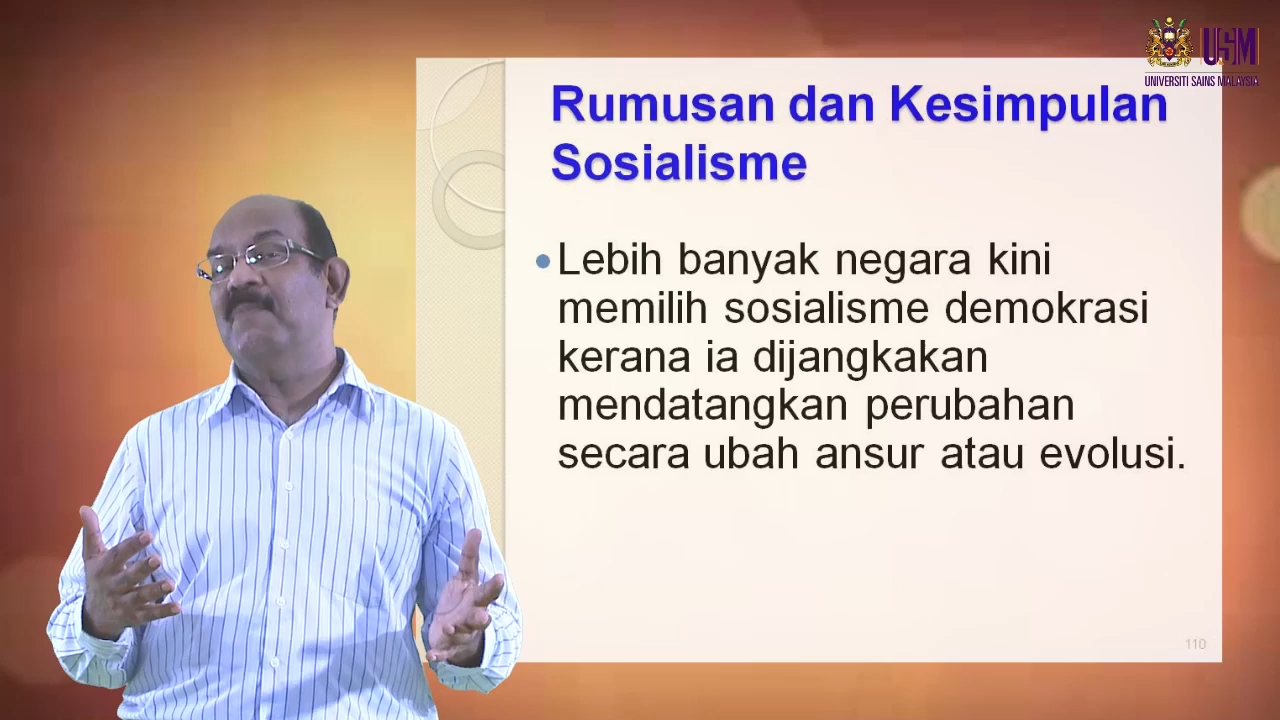 USM
UNIVERSITI SAINS MALAYSIA
Rumusan dan Kesimpulan
Sosialisme
Lebih banyak negara kini
memilih sosialisme demokrasi
kerana ia dijangkakan
mendatangkan perubahan
secara ubah ansur atau evolusi.
110